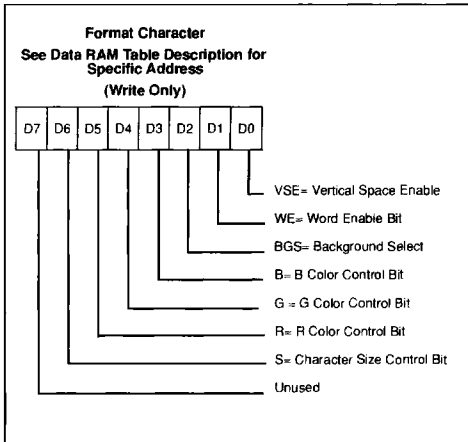 Format Character
See Data RAM Table Description for
Specific Address
(Write Only)
D7 D6 D5 D4 D3 D2 D1 D0
VSE= Vertical Space Enable
WE= Word Enable Bit
BGS= Background Select
B= B Color Control Bit
G = G Color Control Bit
R= R Color Control Bit
S= Character Size Control Bit
Unused